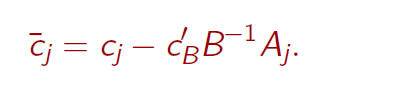 c̄ⱼ = cⱼ − c′_B B⁻¹ Aⱼ.